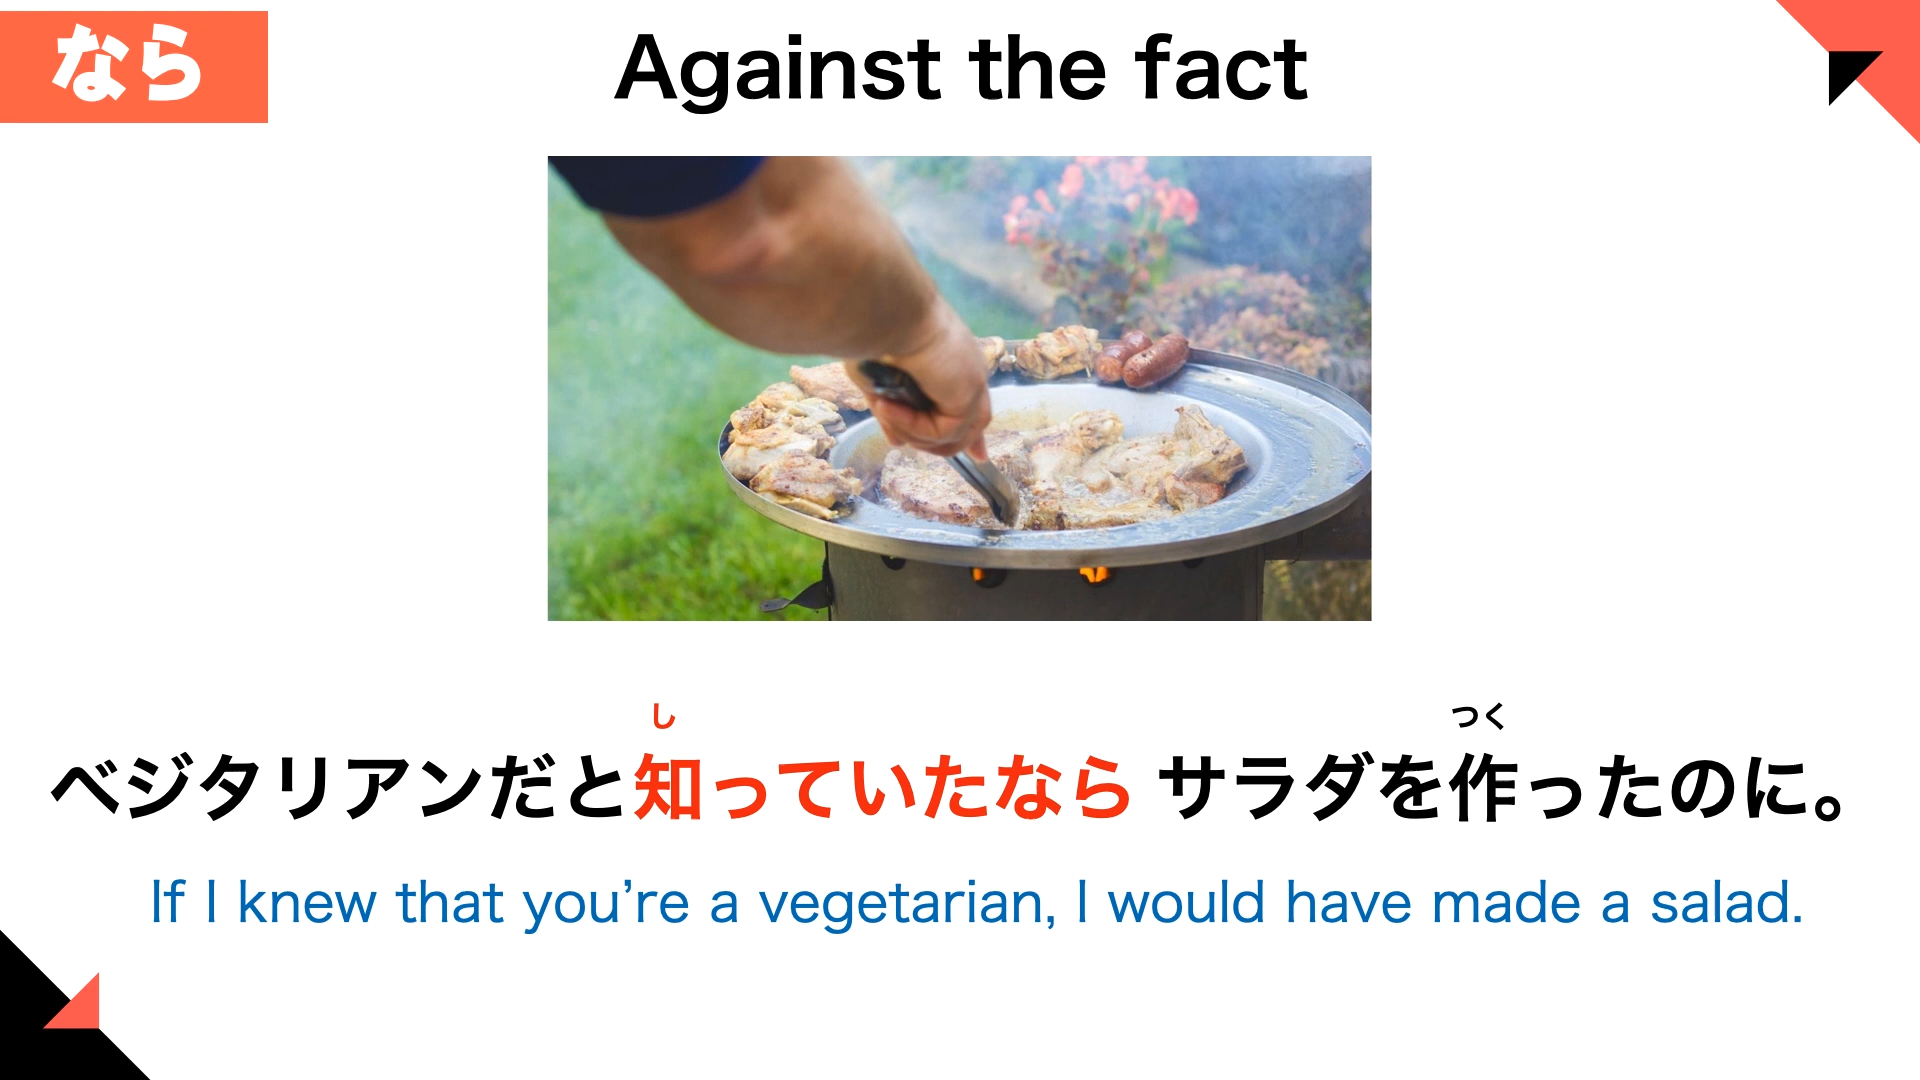 なら
Against the fact
し つく
ベジタリアンだと知っていたなら サラダを作ったのに。
If I knew that you’re a vegetarian, I would have made a salad.